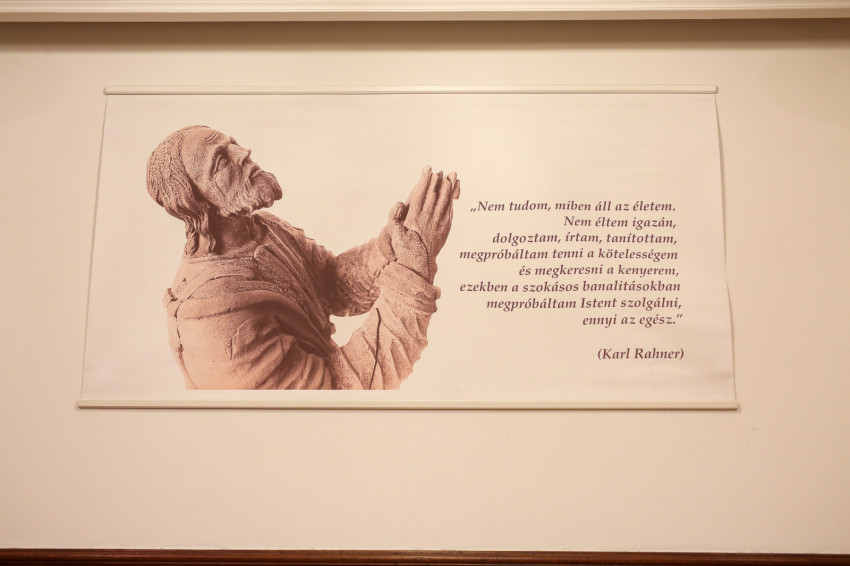 „Nem tudom, miben áll az életem.
Nem éltem igazán,
dolgoztam, írtam, tanítottam,
megpróbáltam tenni a kötelességem
és megkeresni a kenyerem,
ezekben a szokásos banalitásokban
megpróbáltam Istent szolgálni,
ennyi az egész.”
(Karl Rahner)